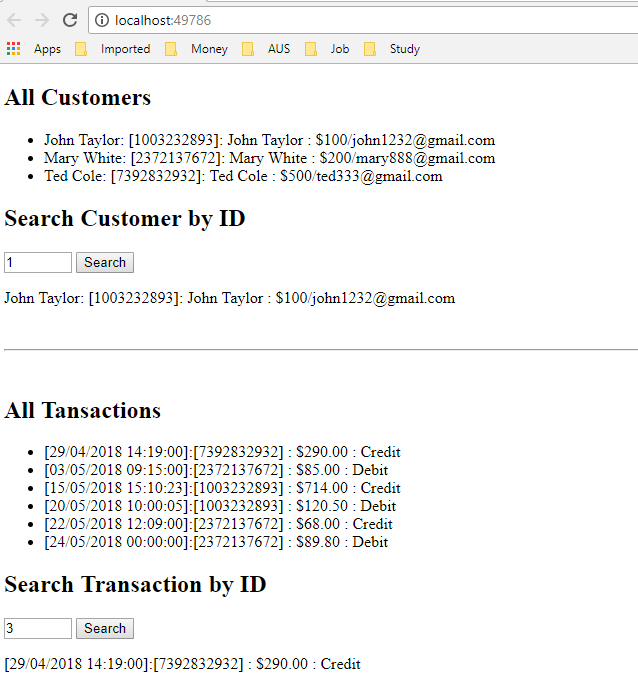 localhost:49786
Apps Imported Money AUS Job Study
All Customers
John Taylor: [1003232893]: John Taylor : $100/john1232@gmail.com
Mary White: [2372137672]: Mary White : $200/mary888@gmail.com
Ted Cole: [7392832932]: Ted Cole : $500/ted333@gmail.com
Search Customer by ID
1 Search
John Taylor: [1003232893]: John Taylor : $100/john1232@gmail.com
All Tansactions
[29/04/2018 14:19:00]:[7392832932] : $290.00 : Credit
[03/05/2018 09:15:00]:[2372137672] : $85.00 : Debit
[15/05/2018 15:10:23]:[1003232893] : $714.00 : Credit
[20/05/2018 10:00:05]:[1003232893] : $120.50 : Debit
[22/05/2018 12:09:00]:[2372137672] : $68.00 : Credit
[24/05/2018 00:00:00]:[2372137672] : $89.80 : Debit
Search Transaction by ID
3 Search
[29/04/2018 14:19:00]:[7392832932] : $290.00 : Credit